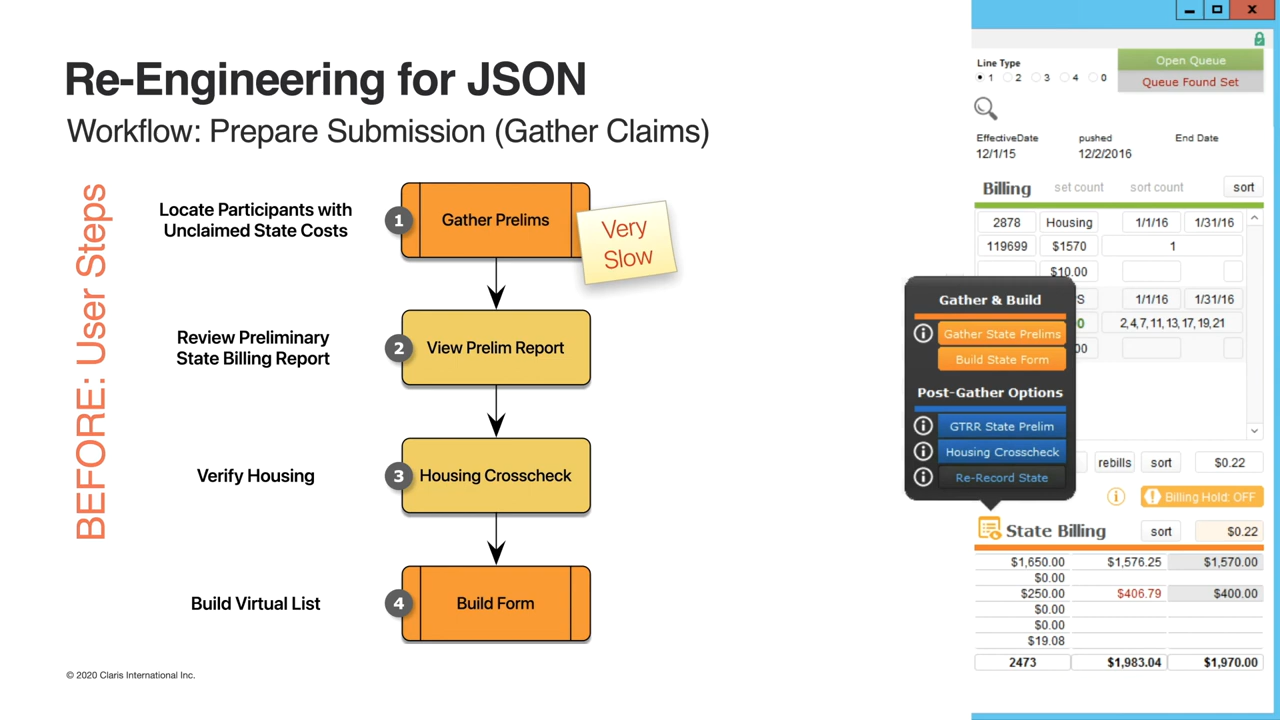 Re-Engineering for JSON
Workflow: Prepare Submission (Gather Claims)
BEFORE: User Steps
Locate Participants with
Unclaimed State Costs
1
Gather Prelims
Very
Slow
Review Preliminary
State Billing Report
2
View Prelim Report
Verify Housing
3
Housing Crosscheck
Build Virtual List
4
Build Form
© 2020 Claris International Inc.
Line Type
1 2 3 4 0
Open Queue
Queue Found Set
EffectiveDate pushed End Date
12/1/15 12/2/2016
Billing set count sort count sort
2878 Housing 1/1/16 1/31/16
119699 $1570 1
$10.00
S 1/1/16 1/31/16
0 2,4,7,11,13,17,19,21
00
Gather & Build
Gather State Prelims
Build State Form
Post-Gather Options
GTRR State Prelim
Housing Crosscheck
Re-Record State
rebills sort $0.22
Billing Hold: OFF
State Billing sort $0.22
$1,650.00 $1,576.25 $1,570.00
$0.00
$250.00 $406.79 $400.00
$0.00
$0.00
$19.08
2473 $1,983.04 $1,970.00